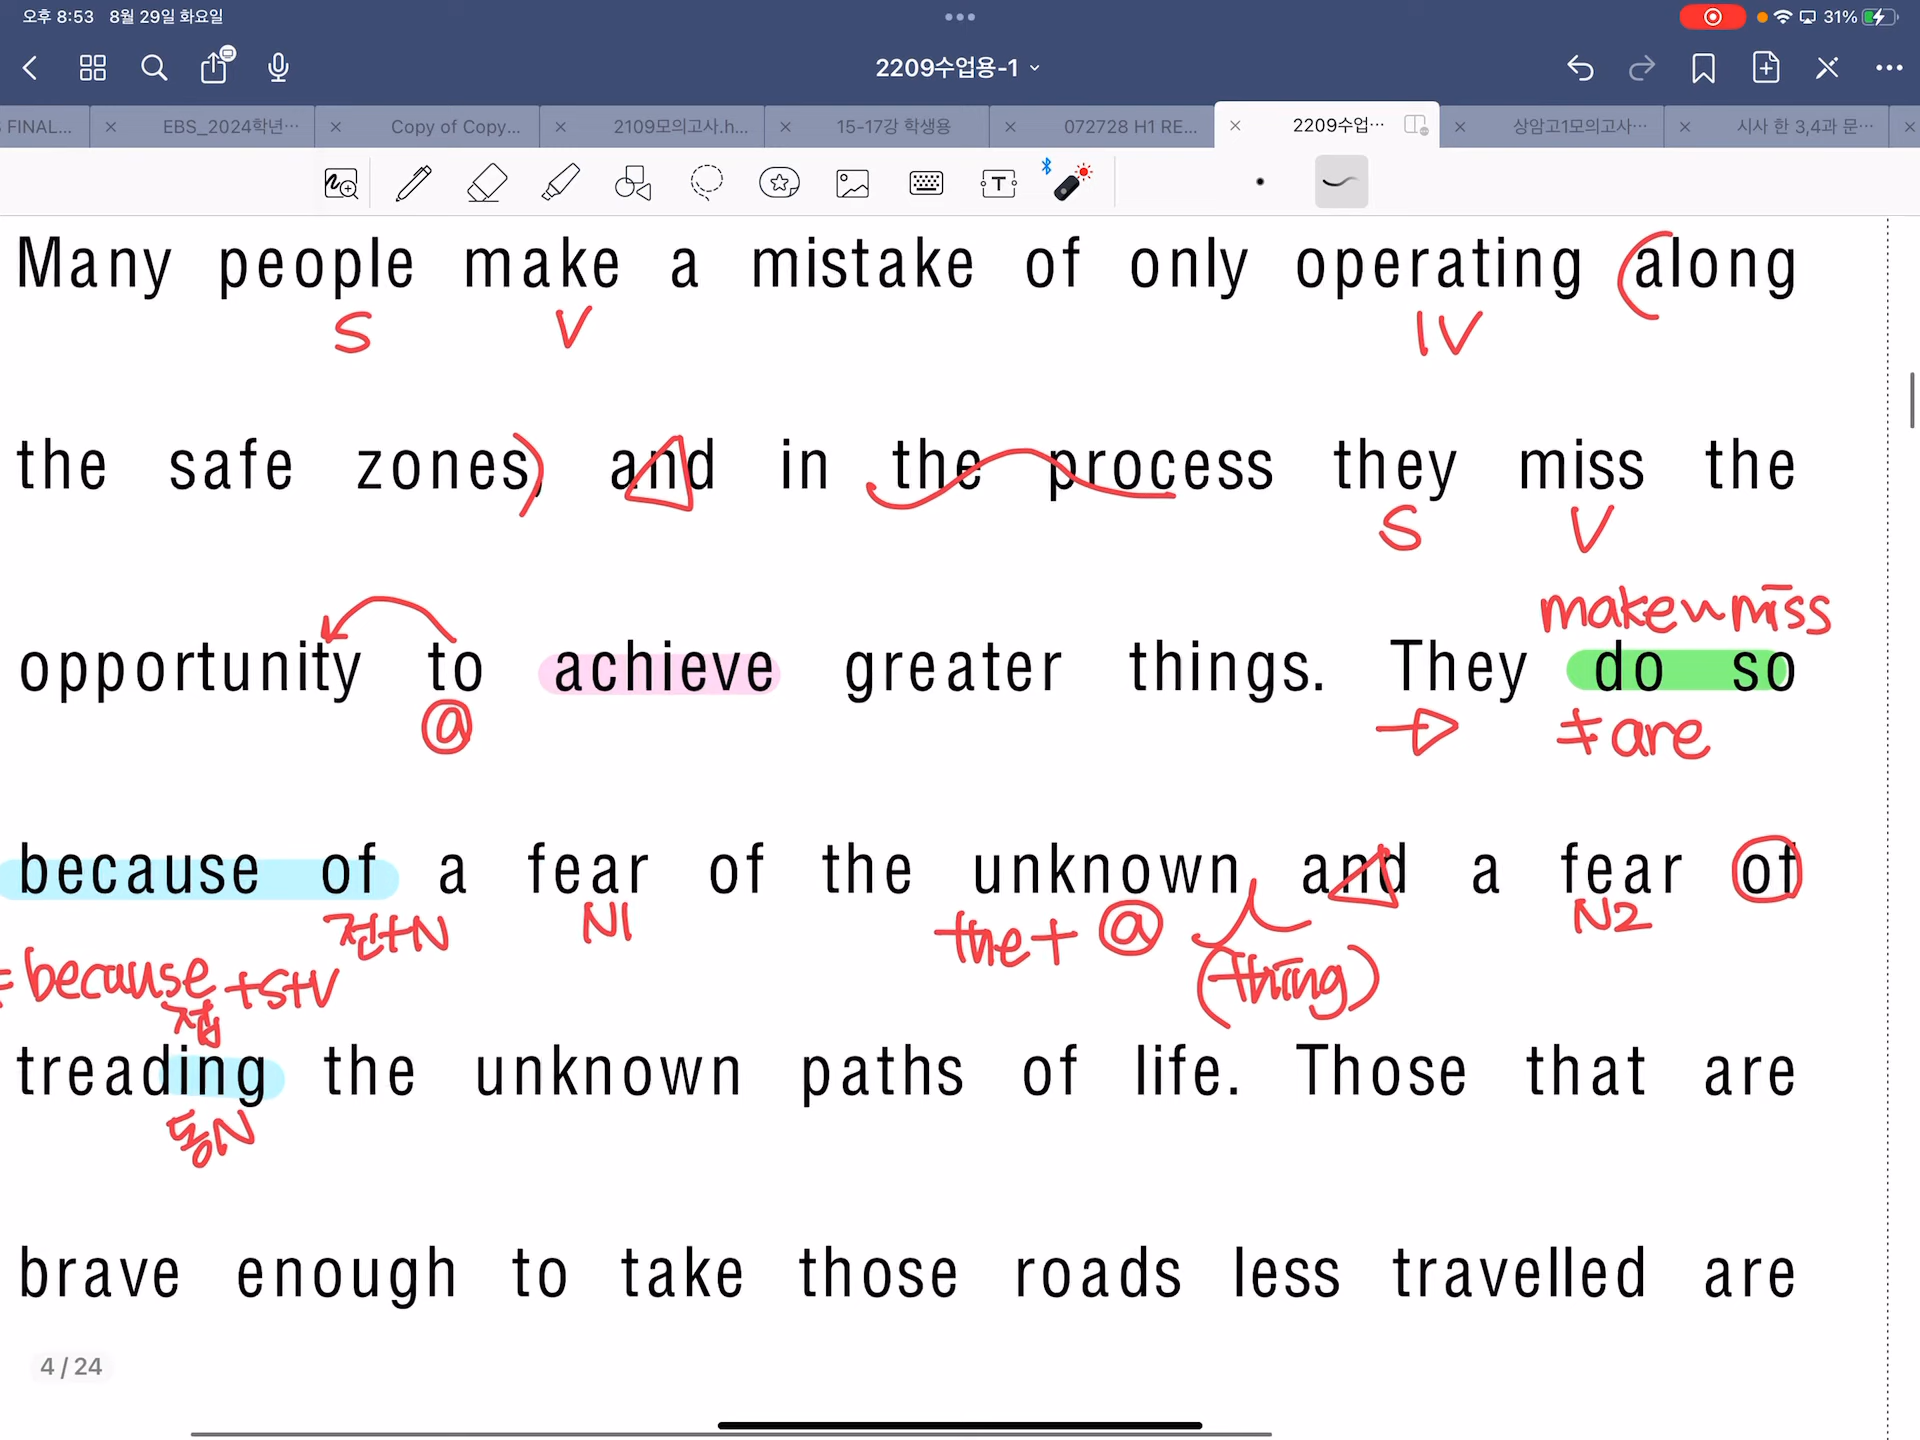 오후 8:53 8월 29일 화요일
31%
2209수업용-1
FINAL...
EBS_2024학년···
Copy of Copy...
2109모의고사.h...
15-17강 학생용
072728 H1 RE...
2209수업···
상암고1모의고사···
시사 한 3,4과 문···
Many people make a mistake of only operating (along
S V IV
the safe zones) and in the process they miss the
S V
make~miss
opportunity to achieve greater things. They do so
@ ≠are
because of a fear of the unknown and a fear of
전+N N1 the+@ (thing) N2
=because +S+V
접
treading the unknown paths of life. Those that are
동N
brave enough to take those roads less travelled are
4 / 24